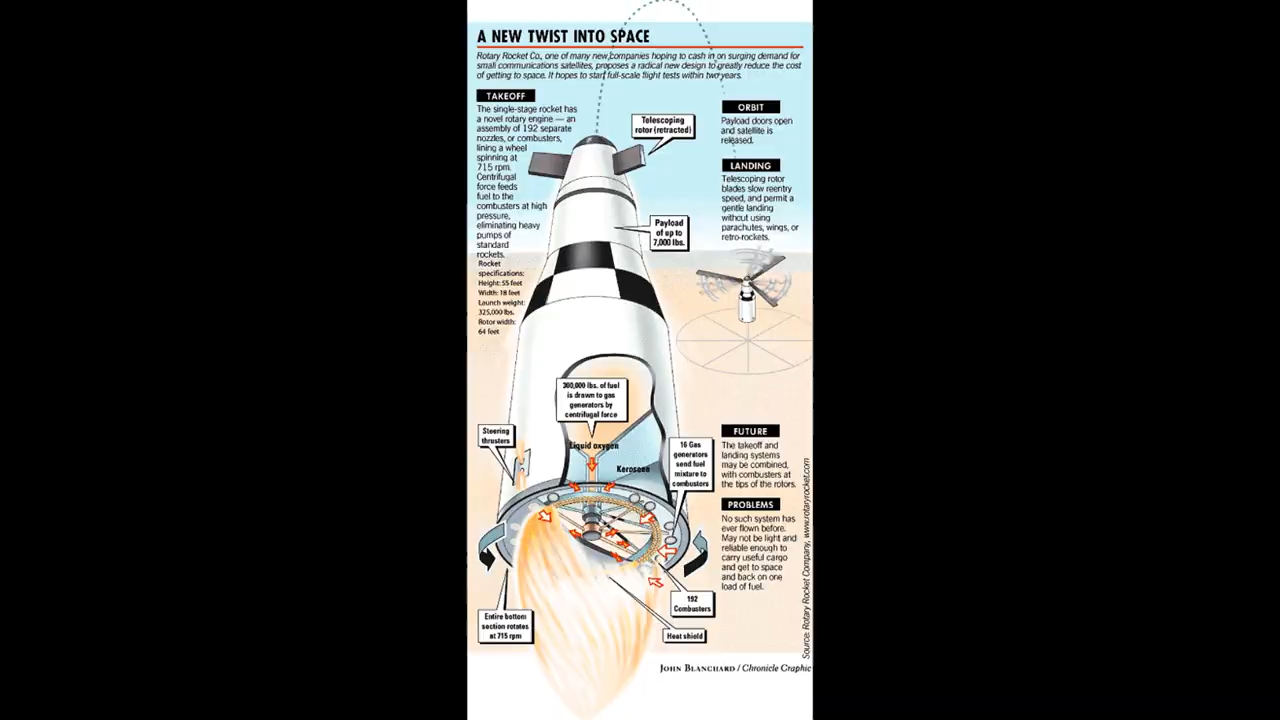 A NEW TWIST INTO SPACE
Rotary Rocket Co., one of many new companies hoping to cash in on surging demand for
small communications satellites, proposes a radical new design to greatly reduce the cost
of getting to space. It hopes to start full-scale flight tests within two years.
TAKEOFF
The single-stage rocket has
a novel rotary engine — an
assembly of 192 separate
nozzles, or combusters,
lining a wheel
spinning at
715 rpm.
Centrifugal
force feeds
fuel to the
combusters at high
pressure,
eliminating heavy
pumps of
standard
rockets.
Rocket
specifications:
Height: 55 feet
Width: 18 feet
Launch weight:
325,000 lbs.
Rotor width:
64 feet
Telescoping
rotor (retracted)
Payload
of up to
7,000 lbs.
ORBIT
Payload doors open
and satellite is
released.
LANDING
Telescoping rotor
blades slow reentry
speed, and permit a
gentle landing
without using
parachutes, wings, or
retro-rockets.
300,000 lbs. of fuel
is drawn to gas
generators by
centrifugal force
Steering
thrusters
Liquid oxygen
Kerosene
16 Gas
generators
send fuel
mixture to
combustors
FUTURE
The takeoff and
landing systems
may be combined,
with combusters at
the tips of the rotors.
PROBLEMS
No such system has
ever flown before.
May not be light and
reliable enough to
carry useful cargo
and get to space
and back on one
load of fuel.
192
Combusters
Heat shield
Entire bottom
section rotates
at 715 rpm
Source: Rotary Rocket Company, www.rotaryrocket.com
JOHN BLANCHARD / Chronicle Graphic